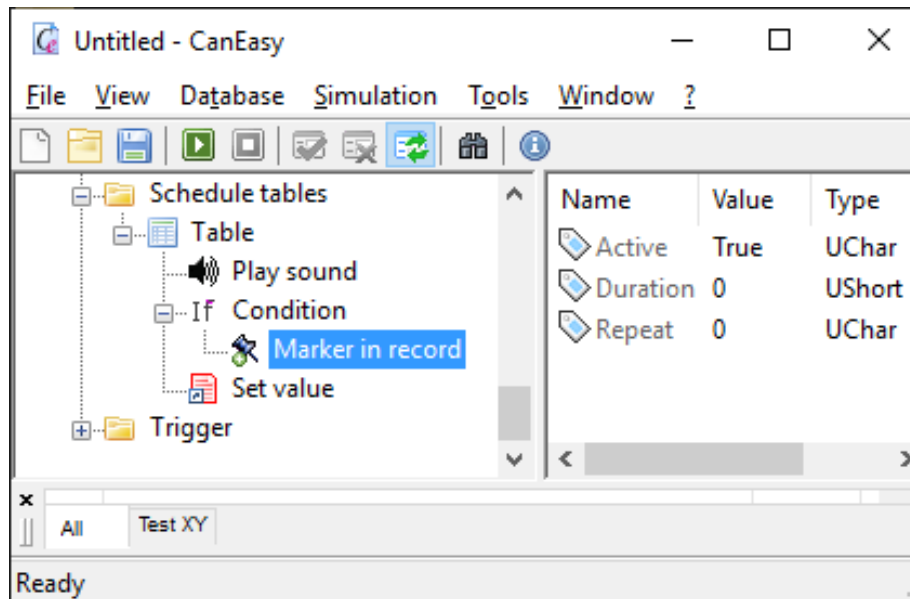 Untitled - CanEasy
File View Database Simulation Tools Window ?
Schedule tables
Table
Play sound
If Condition
Marker in record
Set value
Trigger
Name Value Type
Active True UChar
Duration 0 UShort
Repeat 0 UChar
All Test XY
Ready